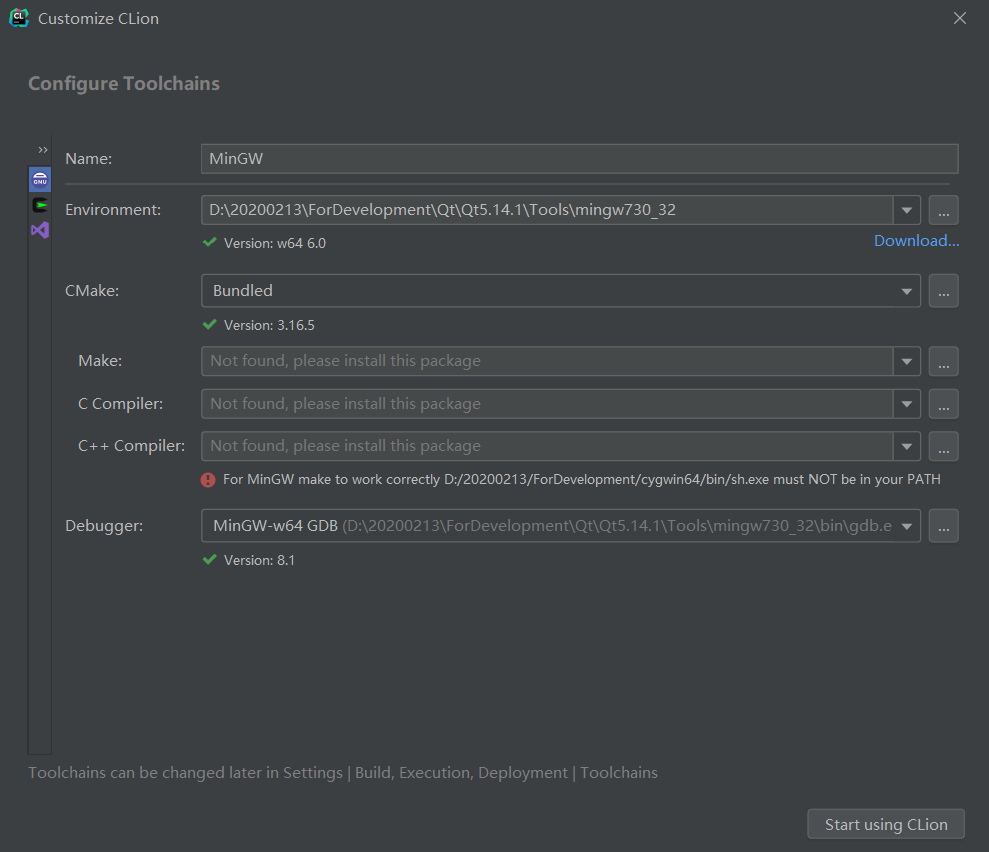 Customize CLion
Configure Toolchains
Name: MinGW
Environment: D:\20200213\ForDevelopment\Qt\Qt5.14.1\Tools\mingw730_32 ...
Version: w64 6.0 Download...
CMake: Bundled ...
Version: 3.16.5
Make: Not found, please install this package ...
C Compiler: Not found, please install this package ...
C++ Compiler: Not found, please install this package ...
For MinGW make to work correctly D:/20200213/ForDevelopment/cygwin64/bin/sh.exe must NOT be in your PATH
Debugger: MinGW-w64 GDB (D:\20200213\ForDevelopment\Qt\Qt5.14.1\Tools\mingw730_32\bin\gdb.e ...
Version: 8.1
Toolchains can be changed later in Settings | Build, Execution, Deployment | Toolchains
Start using CLion